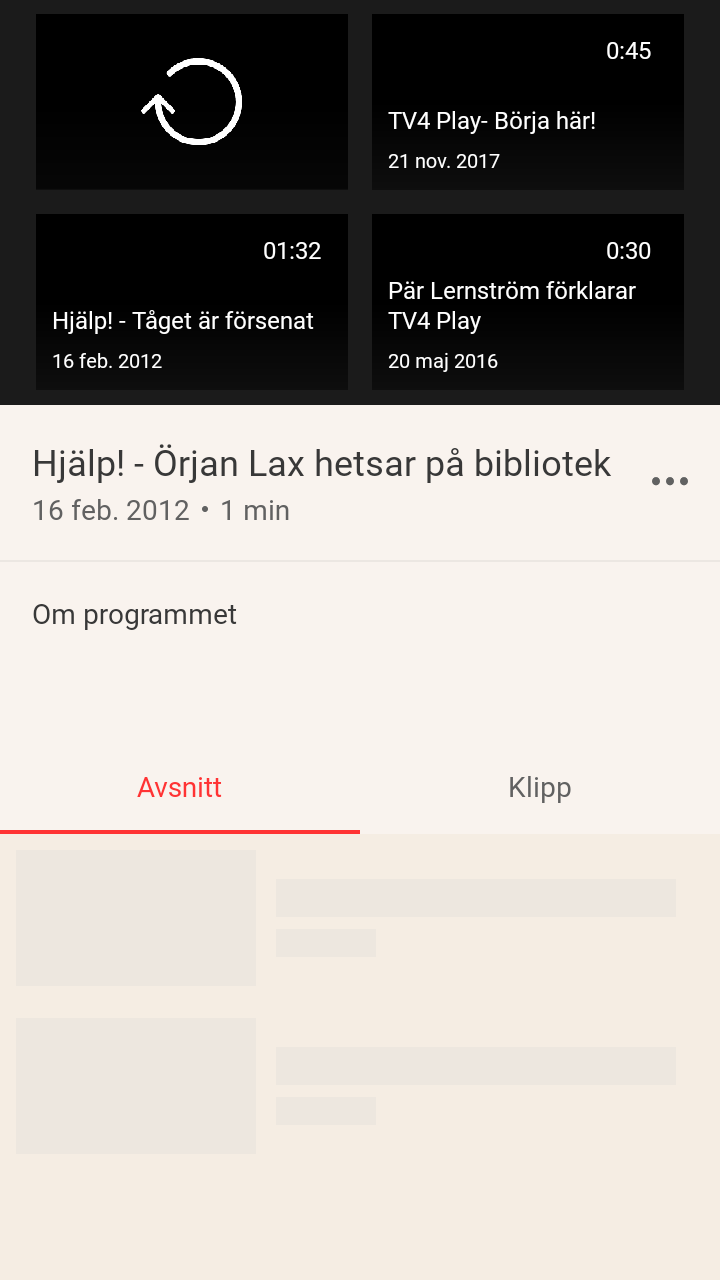 0:45
TV4 Play- Börja här!
21 nov. 2017
01:32
Hjälp! - Tåget är försenat
16 feb. 2012
0:30
Pär Lernström förklarar
TV4 Play
20 maj 2016
Hjälp! - Örjan Lax hetsar på bibliotek
16 feb. 2012 • 1 min
Om programmet
Avsnitt
Klipp